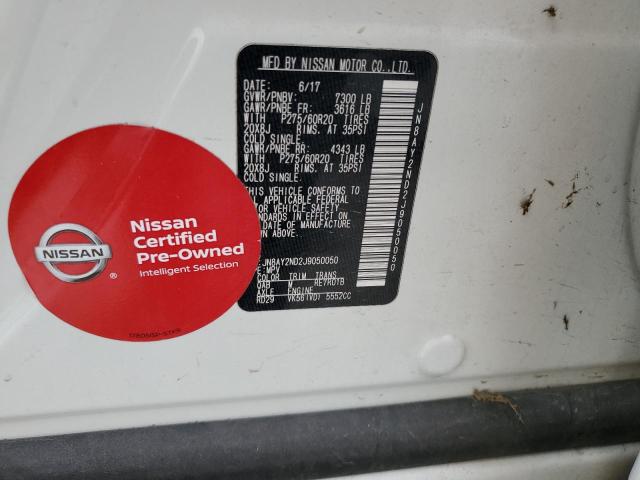 MFD BY NISSAN MOTOR CO.,LTD.
DATE: 6/17
GVWR/PNBV: 7300 LB
GAWR/PNBE FR: 3616 LB
WITH P275/60R20 TIRES
20X8J RIMS. AT 35PSI
COLD SINGLE.
GAWR/PNBE RR: 4343 LB
WITH P275/60R20 TIRES
20X8J RIMS. AT 35PSI
COLD SINGLE.
THIS VEHICLE CONFORMS TO
ALL APPLICABLE FEDERAL
MOTOR VEHICLE SAFETY
STANDARDS IN EFFECT ON
DATE OF MANUFACTURE
SHOWN ABOVE.
JN8AY2ND2J9050050
MPV
COLOR TRIM TRANS
QAB M RE7R01B
AXLE ENGINE
RD29 VK56(VD) 5552CC
JN8AY2ND2J9050050
NISSAN
®
Nissan
Certified
Pre-Owned
Intelligent Selection